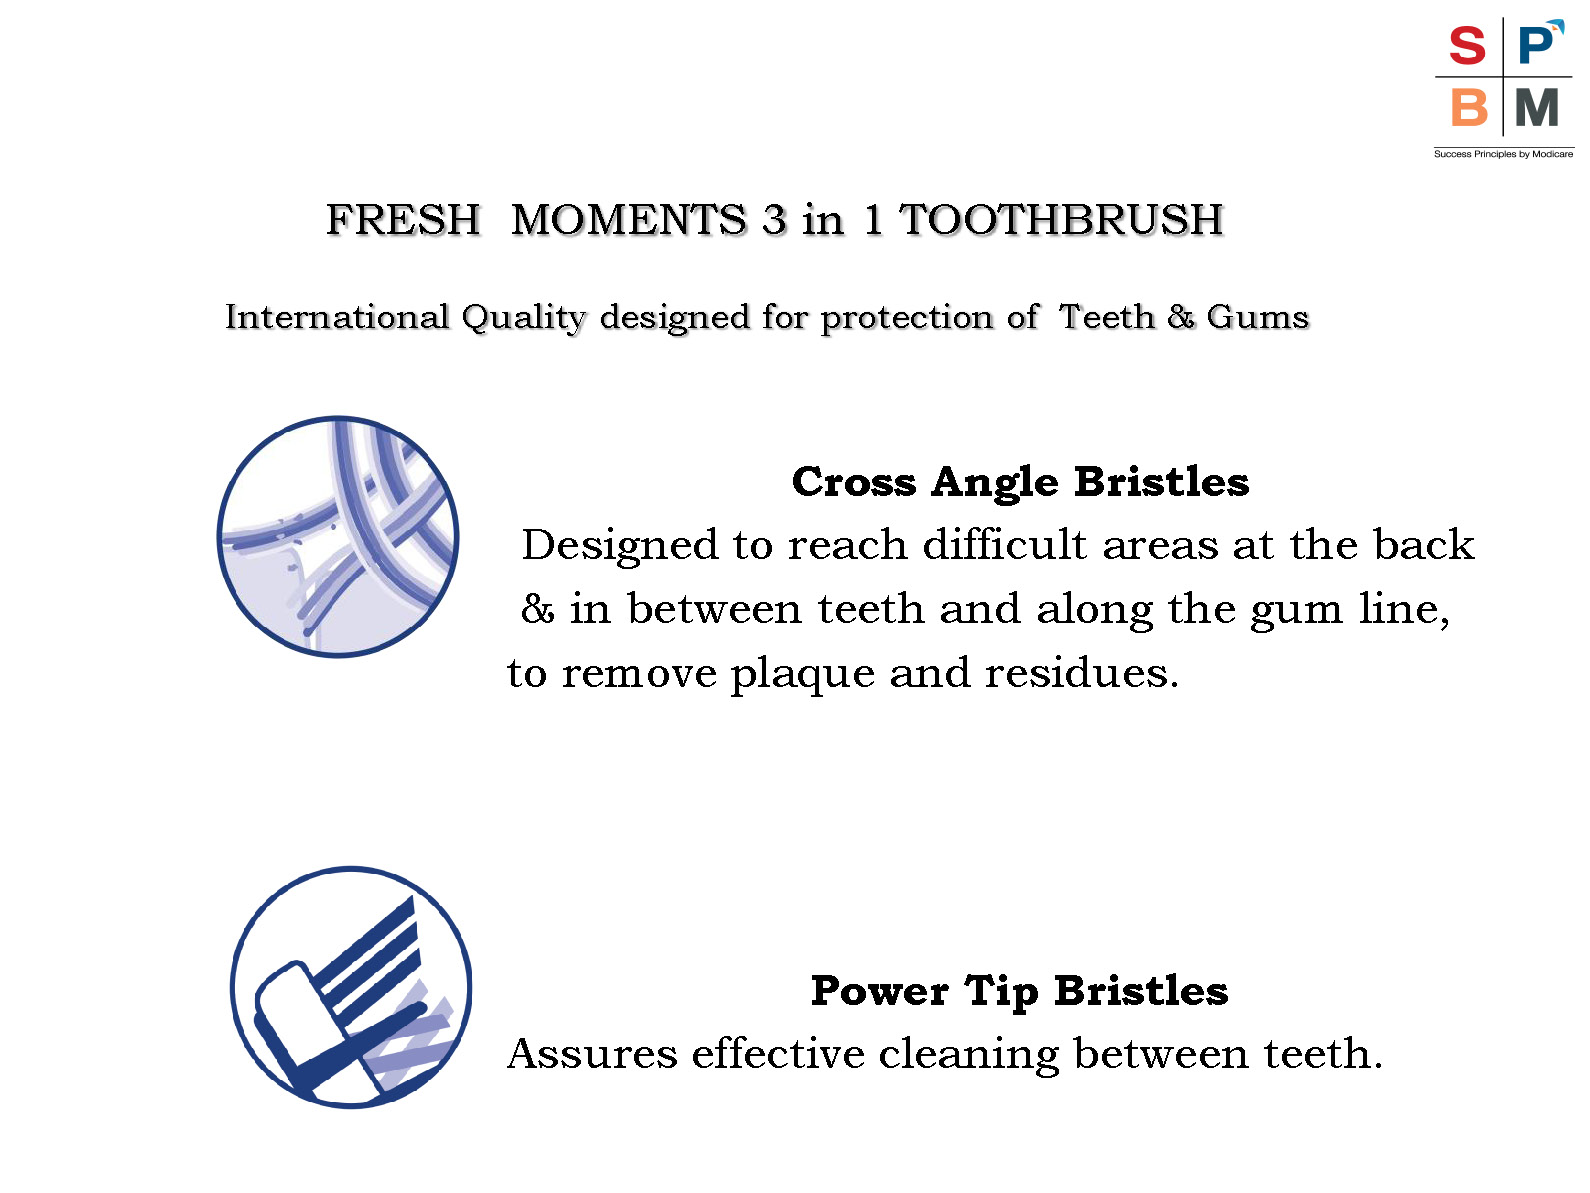 S P
B M
Success Principles by Modicare
FRESH MOMENTS 3 in 1 TOOTHBRUSH
International Quality designed for protection of Teeth & Gums
Cross Angle Bristles
Designed to reach difficult areas at the back
& in between teeth and along the gum line,
to remove plaque and residues.
Power Tip Bristles
Assures effective cleaning between teeth.